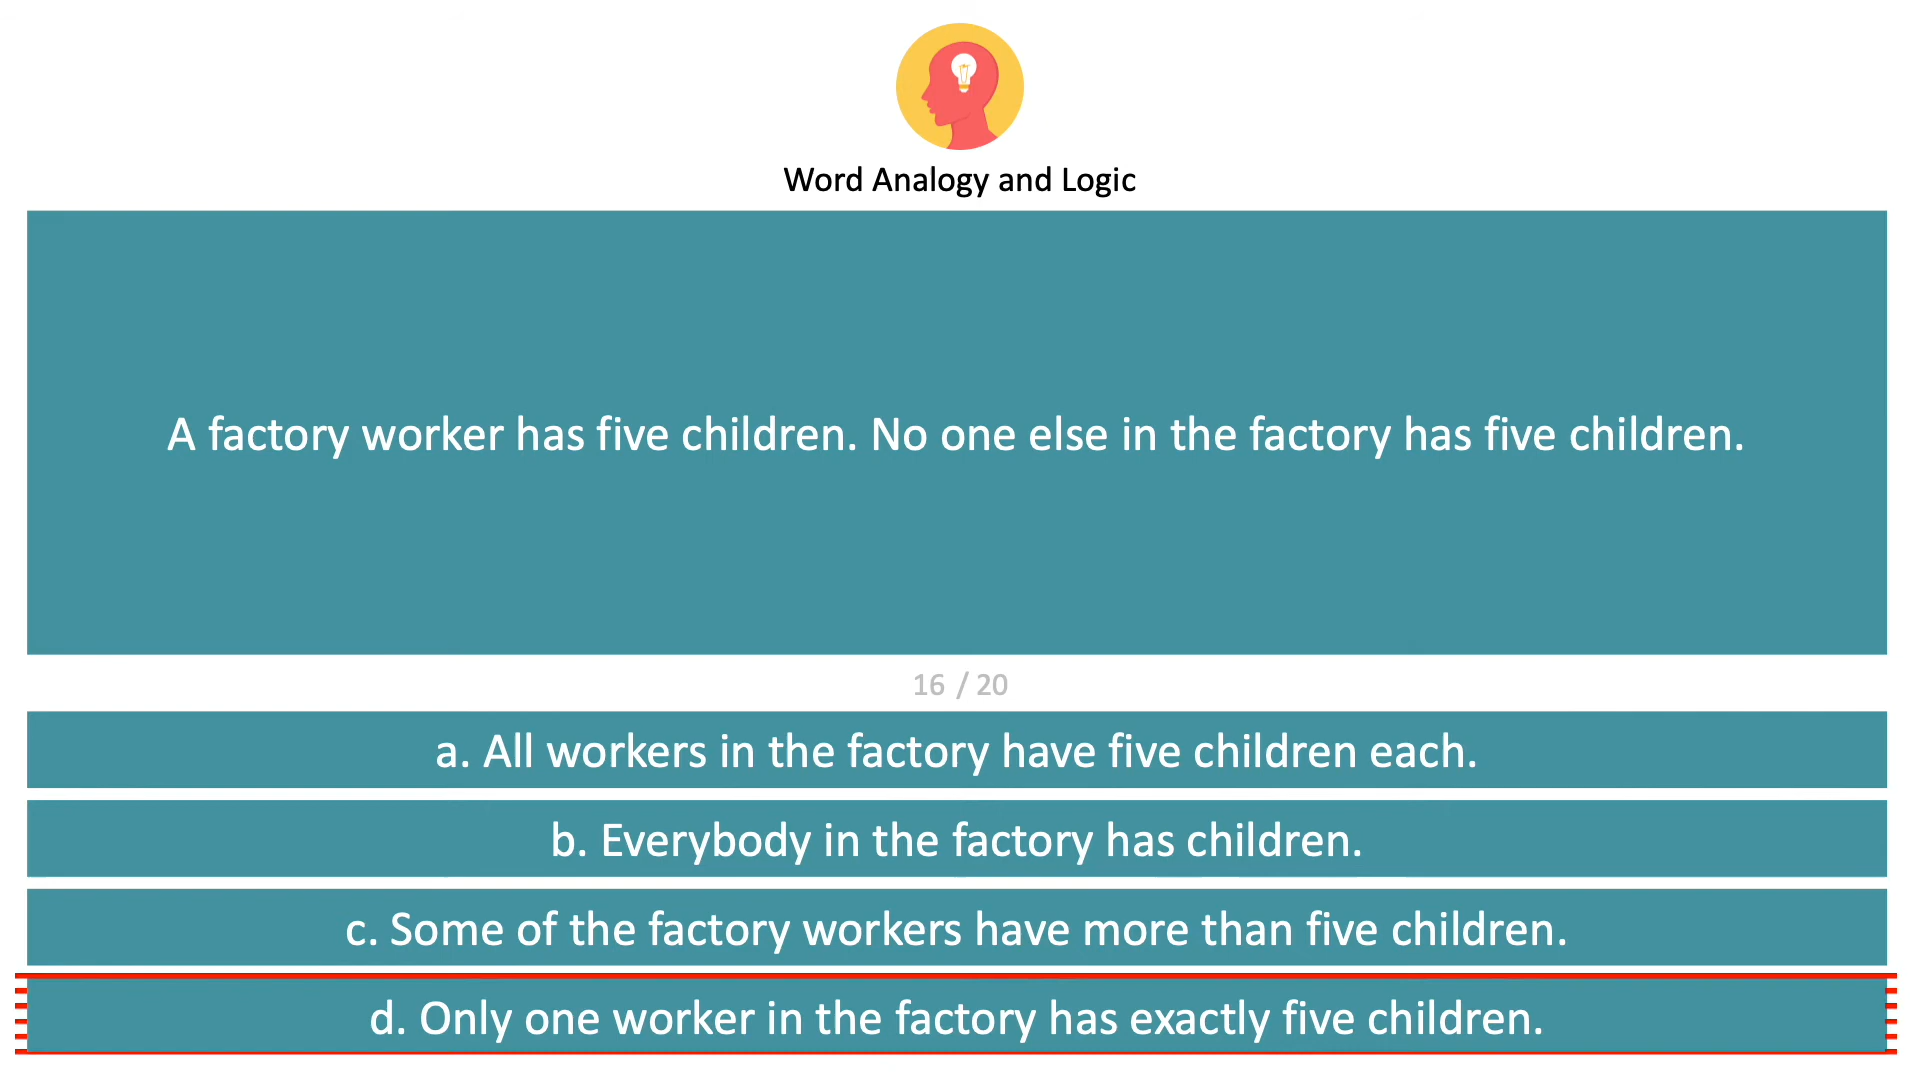 Word Analogy and Logic
A factory worker has five children. No one else in the factory has five children.
16 / 20
a. All workers in the factory have five children each.
b. Everybody in the factory has children.
c. Some of the factory workers have more than five children.
d. Only one worker in the factory has exactly five children.